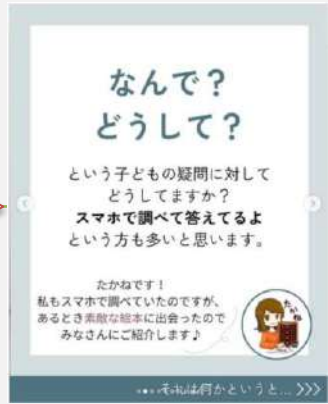 なんで？
どうして？
という子どもの疑問に対して
どうしてますか？
スマホで調べて答えてるよ
という方も多いと思います。
たかねです！
私もスマホで調べていたのですが、
あるとき素敵な絵本に出会ったので
みなさんにご紹介します♪
たかね
それは何かというと…》》》